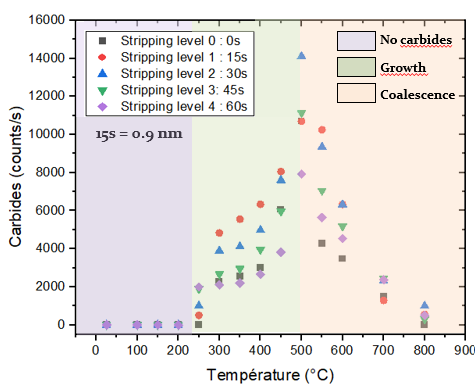 16000
14000
12000
10000
8000
6000
4000
2000
0
Carbides (counts/s)
Stripping level 0 : 0s
Stripping level 1 : 15s
Stripping level 2 : 30s
Stripping level 3: 45s
Stripping level 4 : 60s
15s = 0.9 nm
No carbides
Growth
Coalescence
0 100 200 300 400 500 600 700 800 900
Température (°C)